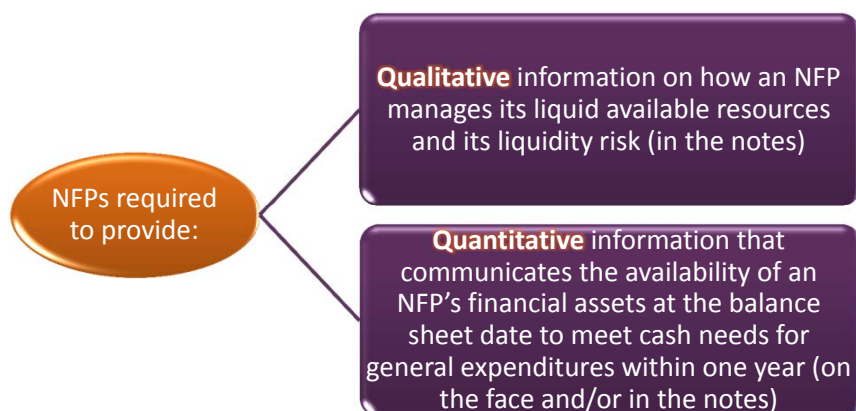 NFPs required
to provide:
Qualitative information on how an NFP
manages its liquid available resources
and its liquidity risk (in the notes)
Quantitative information that
communicates the availability of an
NFP's financial assets at the balance
sheet date to meet cash needs for
general expenditures within one year (on
the face and/or in the notes)